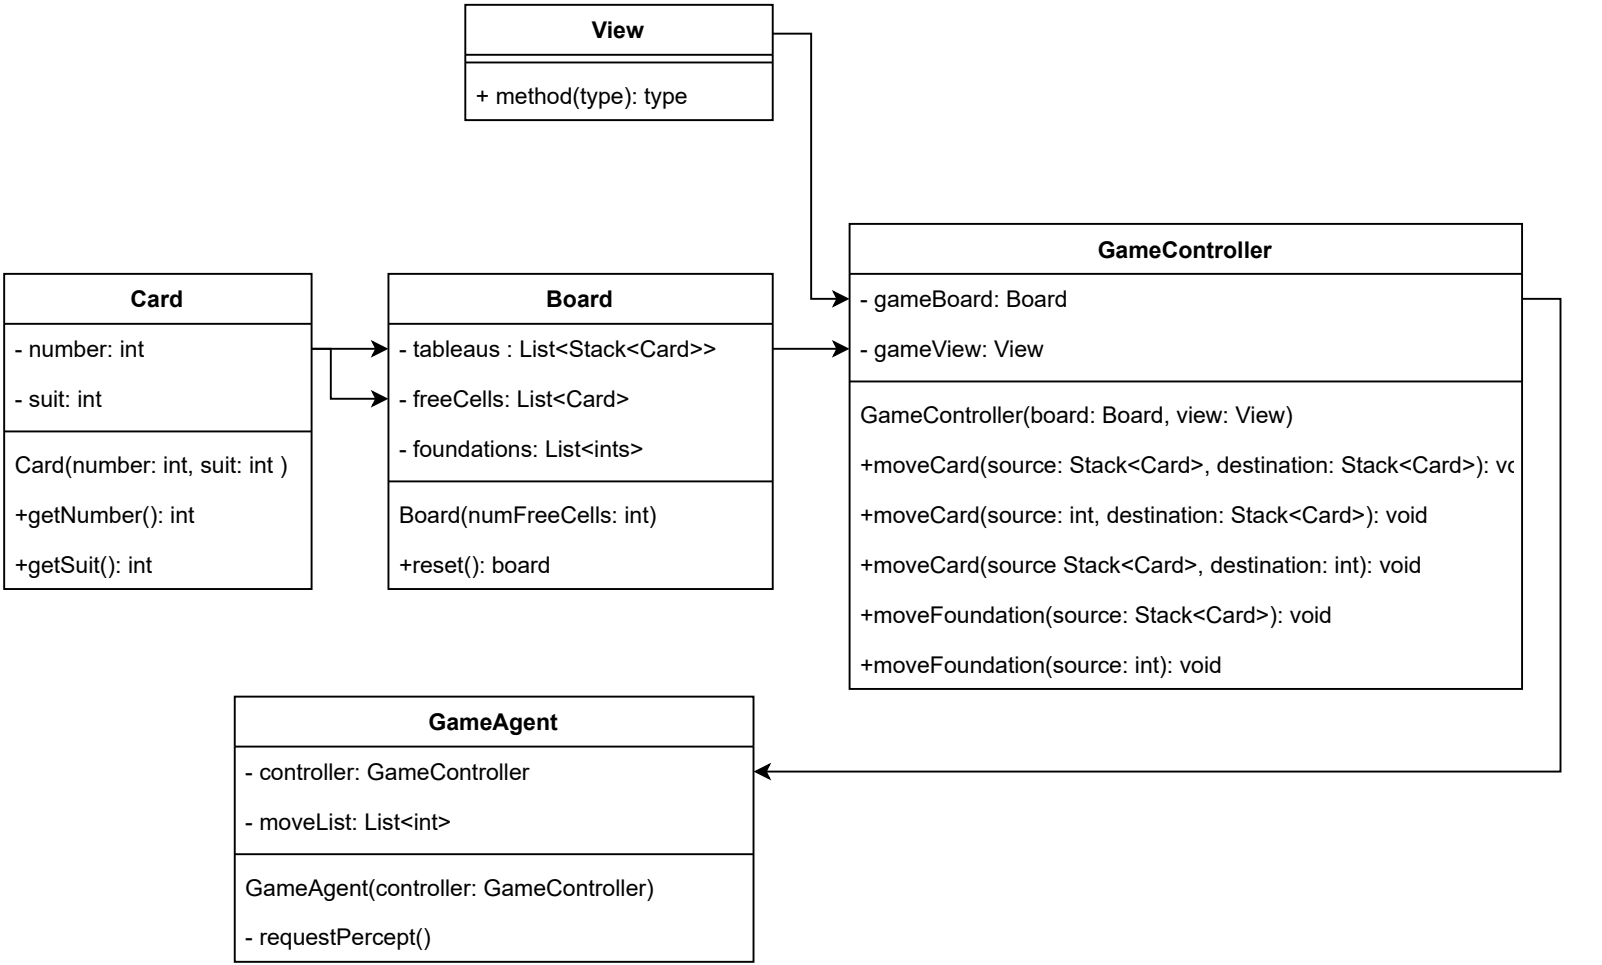 View
+ method(type): type
Card
- number: int
- suit: int
Card(number: int, suit: int )
+getNumber(): int
+getSuit(): int
Board
- tableaus : List<Stack<Card>>
- freeCells: List<Card>
- foundations: List<ints>
Board(numFreeCells: int)
+reset(): board
GameController
- gameBoard: Board
- gameView: View
GameController(board: Board, view: View)
+moveCard(source: Stack<Card>, destination: Stack<Card>):
+moveCard(source: int, destination: Stack<Card>): void
+moveCard(source Stack<Card>, destination: int): void
+moveFoundation(source: Stack<Card>): void
+moveFoundation(source: int): void
GameAgent
- controller: GameController
- moveList: List<int>
GameAgent(controller: GameController)
- requestPercept()